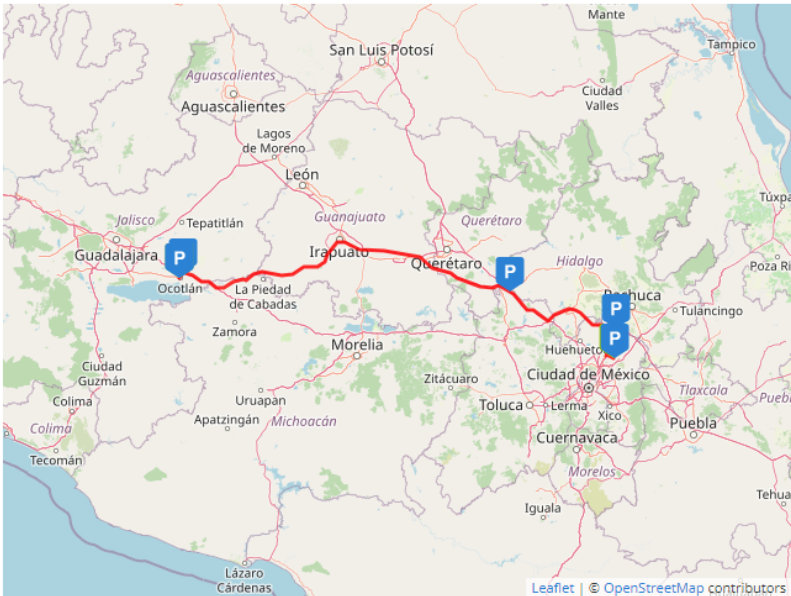 Mante
San Luis Potosí
Tampico
Aguascalientes
Aguascalientes
Ciudad
Valles
Lagos
de Moreno
León
Túxpa
Jalisco
Tepatitlán
Guanajuato
Querétaro
Guadalajara
P
Irapuato
Querétaro
P
Hidalgo
Poza Ri
Ocotlán
La Piedad
de Cabadas
P
Tulancingo
Zamora
Morelia
P
Ciudad
Guzmán
Zitácuaro
Ciudad de México
Tlaxcala
Colima
Uruapan
Toluca
Lerma
Xico
Puebla
Apatzingán
Michoacán
Colima
Cuernavaca
Puebla
Tecomán
Morelos
Iguala
Tehua
Lázaro
Cárdenas
Leaflet | © OpenStreetMap contributors